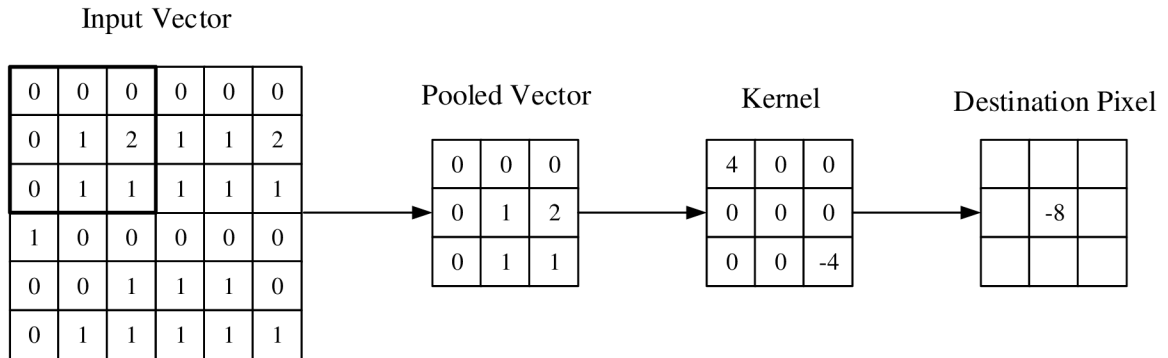 Input Vector
Pooled Vector
Kernel
Destination Pixel
0 0 0 0 0 0
0 1 2 1 1 2
0 1 1 1 1 1
1 0 0 0 0 0
0 0 1 1 1 0
0 1 1 1 1 1
0 0 0
0 1 2
0 1 1
4 0 0
0 0 0
0 0 -4
-8